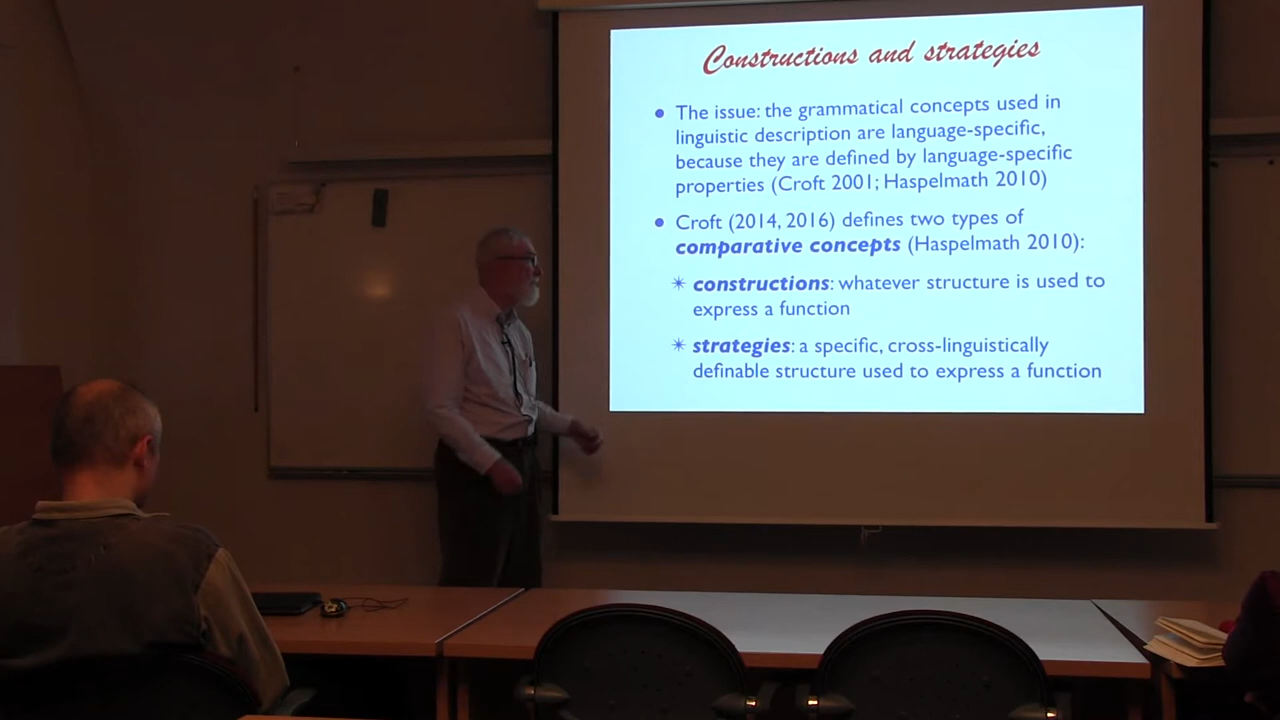 Constructions and strategies
• The issue: the grammatical concepts used in
linguistic description are language-specific,
because they are defined by language-specific
properties (Croft 2001; Haspelmath 2010)
• Croft (2014, 2016) defines two types of
comparative concepts (Haspelmath 2010):
✴ constructions: whatever structure is used to
express a function
✴ strategies: a specific, cross-linguistically
definable structure used to express a function